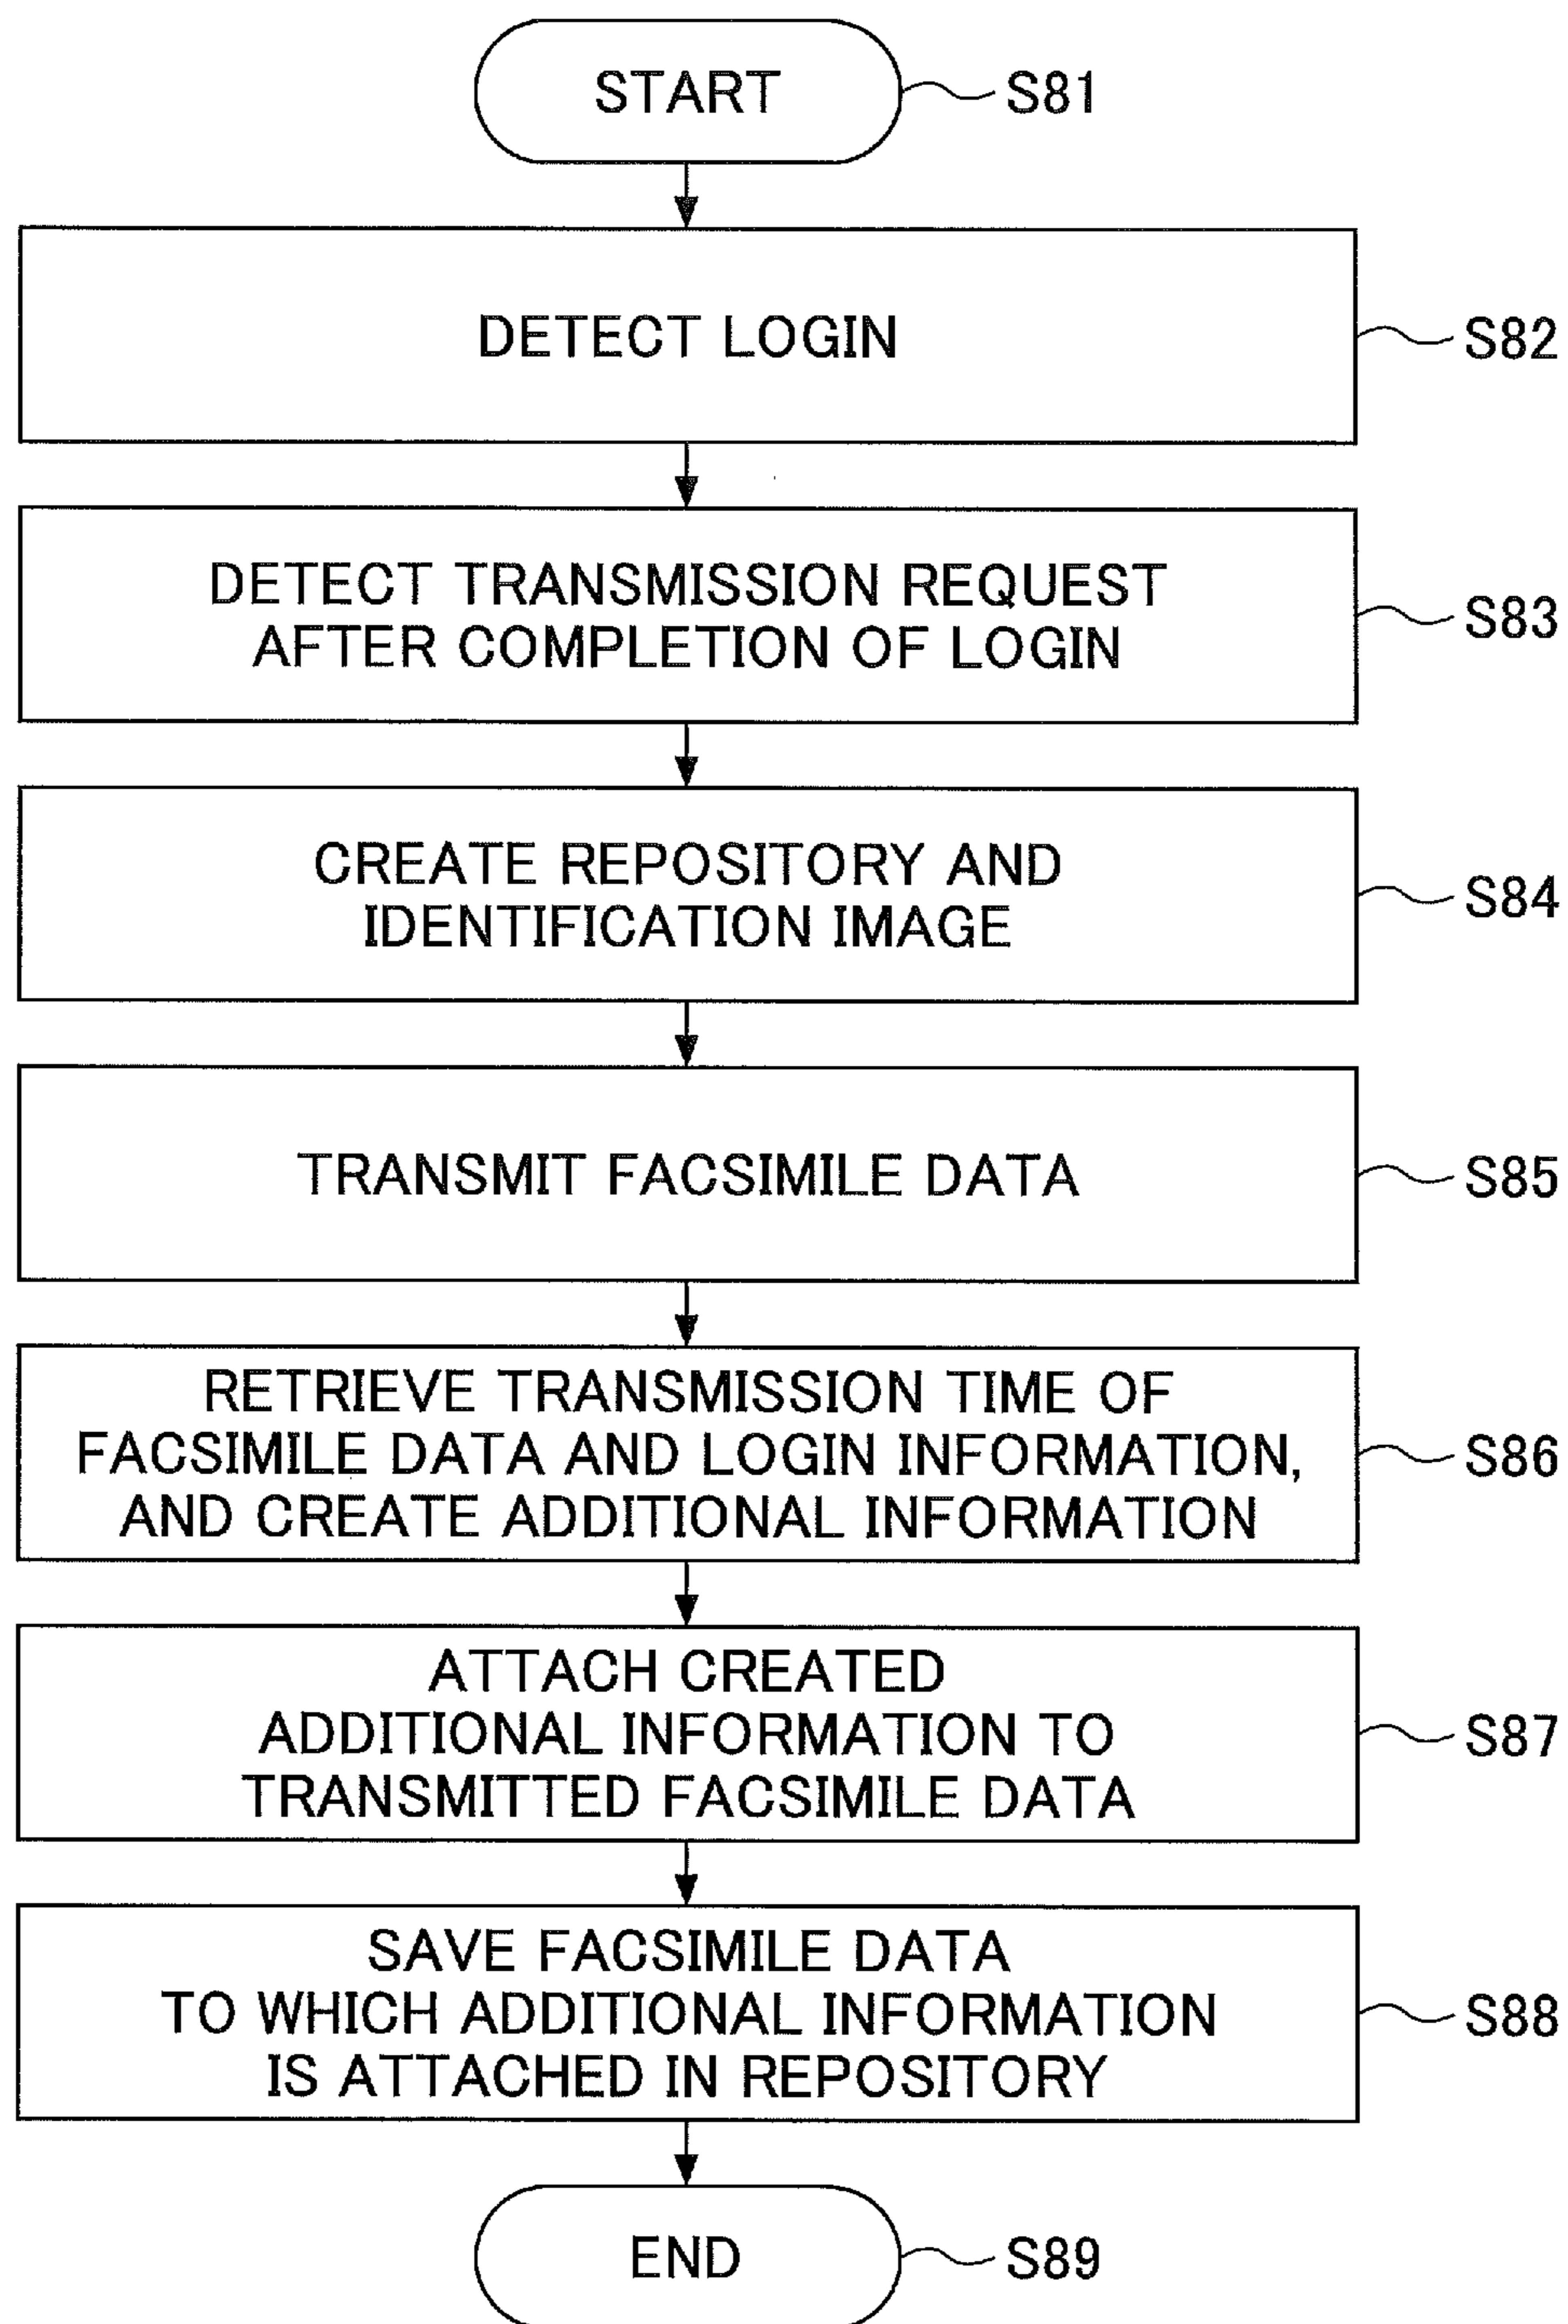 START
S81
DETECT LOGIN
S82
DETECT TRANSMISSION REQUEST
AFTER COMPLETION OF LOGIN
S83
CREATE REPOSITORY AND
IDENTIFICATION IMAGE
S84
TRANSMIT FACSIMILE DATA
S85
RETRIEVE TRANSMISSION TIME OF
FACSIMILE DATA AND LOGIN INFORMATION,
AND CREATE ADDITIONAL INFORMATION
S86
ATTACH CREATED
ADDITIONAL INFORMATION TO
TRANSMITTED FACSIMILE DATA
S87
SAVE FACSIMILE DATA
TO WHICH ADDITIONAL INFORMATION
IS ATTACHED IN REPOSITORY
S88
END
S89